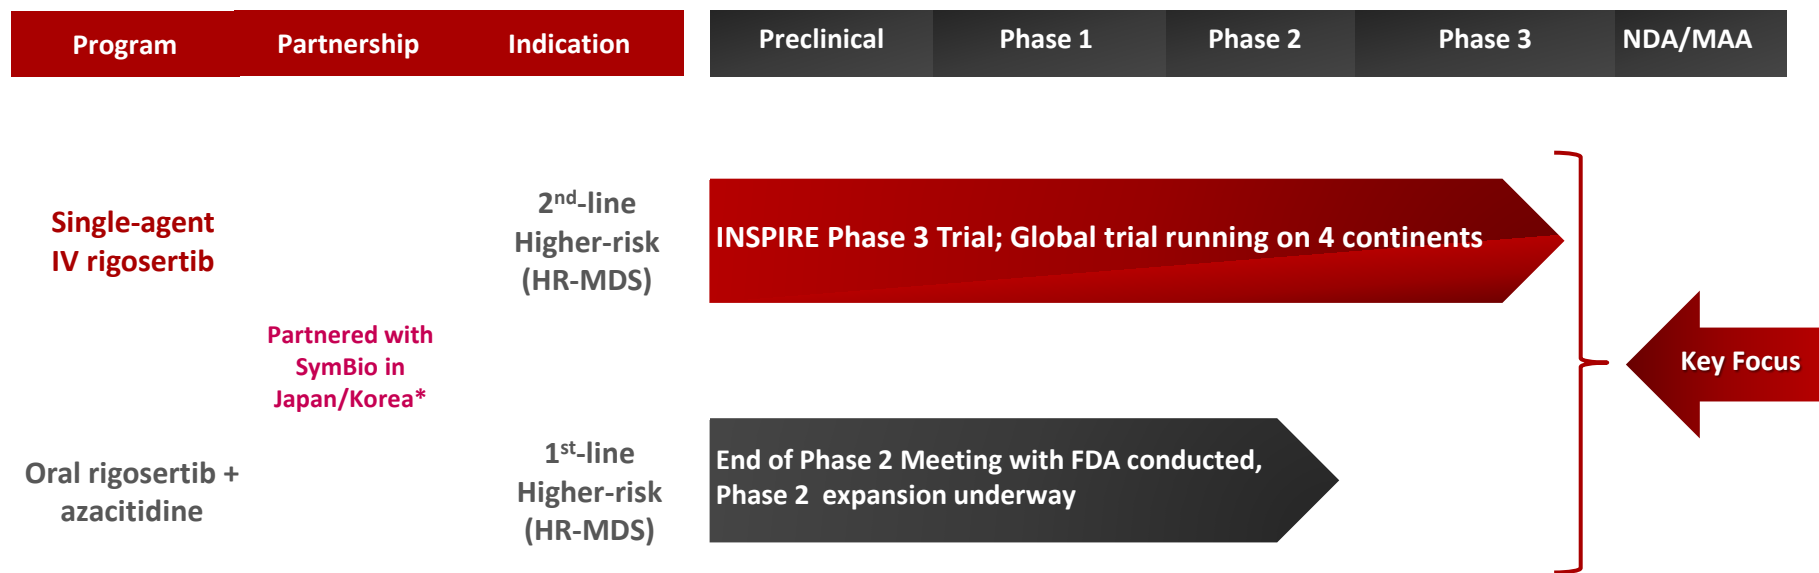 Program Partnership Indication Preclinical Phase 1 Phase 2 Phase 3 NDA/MAA
Single-agent
IV rigosertib
2nd-line
Higher-risk
(HR-MDS)
INSPIRE Phase 3 Trial; Global trial running on 4 continents
Partnered with
SymBio in
Japan/Korea*
Key Focus
Oral rigosertib +
azacitidine
1st-line
Higher-risk
(HR-MDS)
End of Phase 2 Meeting with FDA conducted,
Phase 2 expansion underway